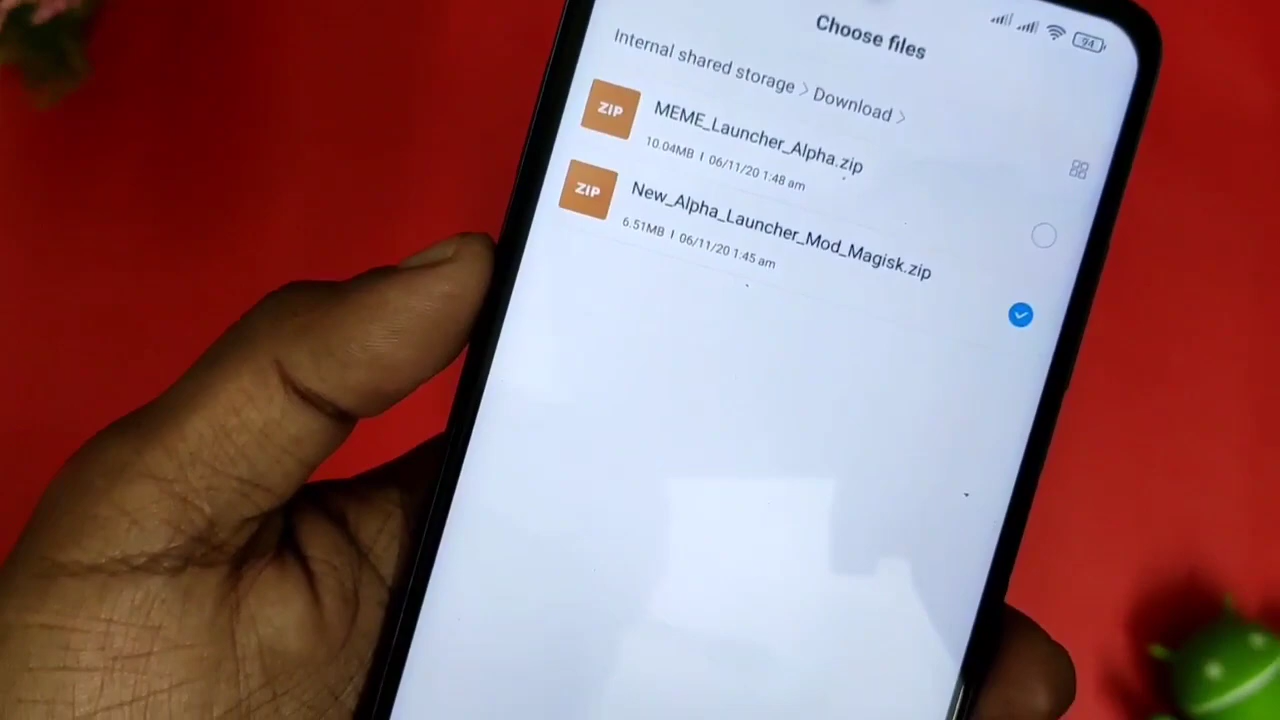 94
Choose files
Internal shared storage > Download >
ZIP
MEME_Launcher_Alpha.zip
10.04MB | 06/11/20 1:48 am
ZIP
New_Alpha_Launcher_Mod_Magisk.zip
6.51MB | 06/11/20 1:45 am